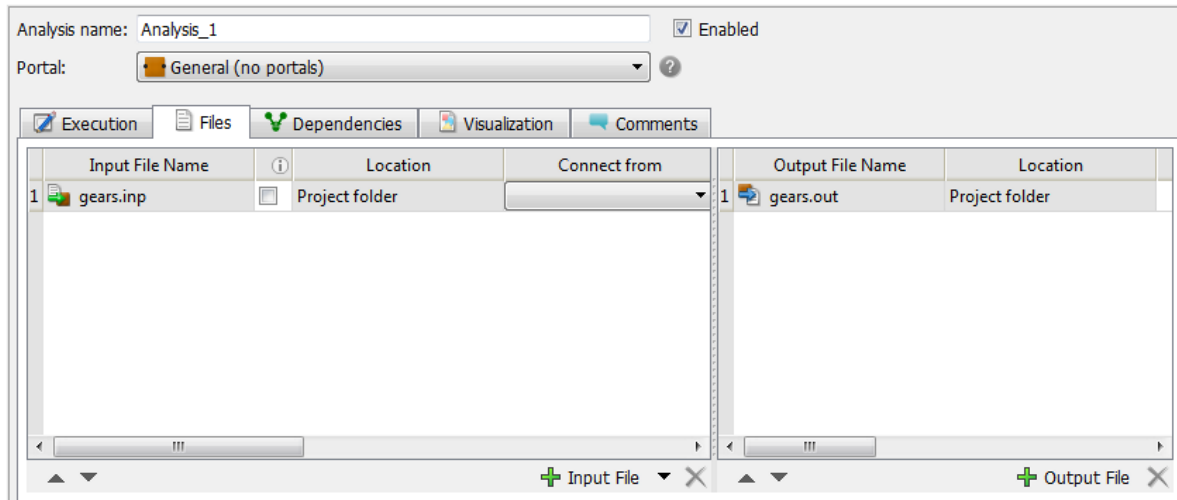 Analysis name: Analysis_1 Enabled
Portal: General (no portals)
Execution Files Dependencies Visualization Comments
Input File Name Location Connect from Output File Name Location
1 gears.inp Project folder 1 gears.out Project folder
Input File Output File